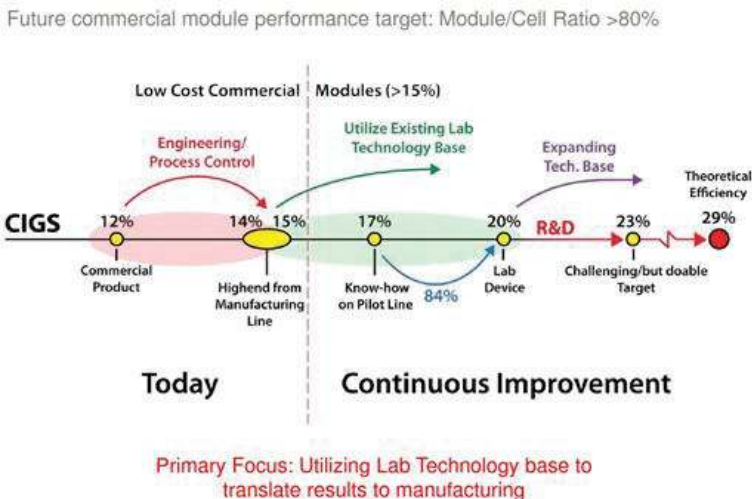 Future commercial module performance target: Module/Cell Ratio >80%
Low Cost Commercial Modules (>15%)
Engineering/
Process Control
Utilize Existing Lab
Technology Base
Expanding
Tech. Base
Theoretical
Efficiency
CIGS 12% 14% 15% 17% 20% R&D 23% 29%
Commercial
Product
Highend from
Manufacturing
Line
Know-how
on Pilot Line
84%
Lab
Device
Challenging/but doable
Target
Today
Continuous Improvement
Primary Focus: Utilizing Lab Technology base to
translate results to manufacturing